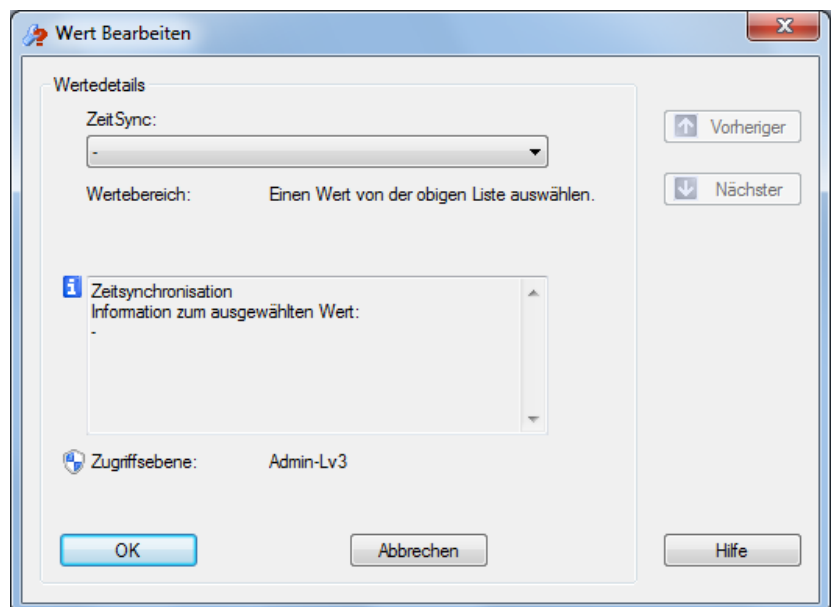 Wert Bearbeiten
Wertedetails
ZeitSync:
-
Wertebereich: Einen Wert von der obigen Liste auswählen.
Vorheriger
Nächster
Zeitsynchronisation
Information zum ausgewählten Wert:
-
Zugriffsebene: Admin-Lv3
OK Abbrechen Hilfe